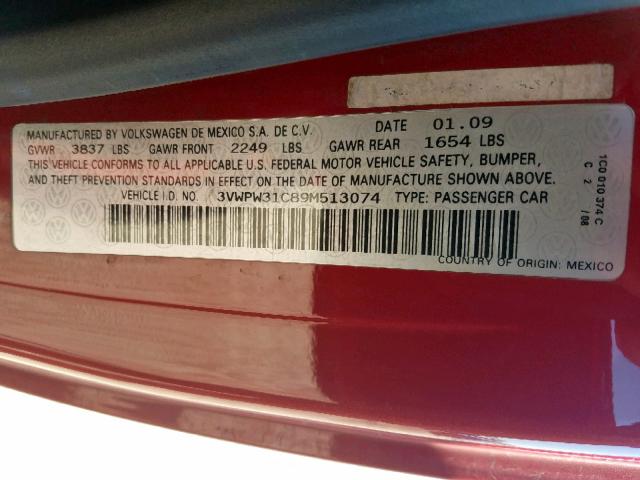 MANUFACTURED BY VOLKSWAGEN DE MEXICO S.A. DE C.V. DATE 01.09
GVWR 3837 LBS GAWR FRONT 2249 LBS GAWR REAR 1654 LBS
THIS VEHICLE CONFORMS TO ALL APPLICABLE U.S. FEDERAL MOTOR VEHICLE SAFETY, BUMPER,
AND THEFT PREVENTION STANDARDS IN EFFECT ON THE DATE OF MANUFACTURE SHOWN ABOVE.
VEHICLE I.D. NO. 3VWPW31C89M513074 TYPE: PASSENGER CAR
COUNTRY OF ORIGIN: MEXICO
1C0 010 374 C
C 2 /08